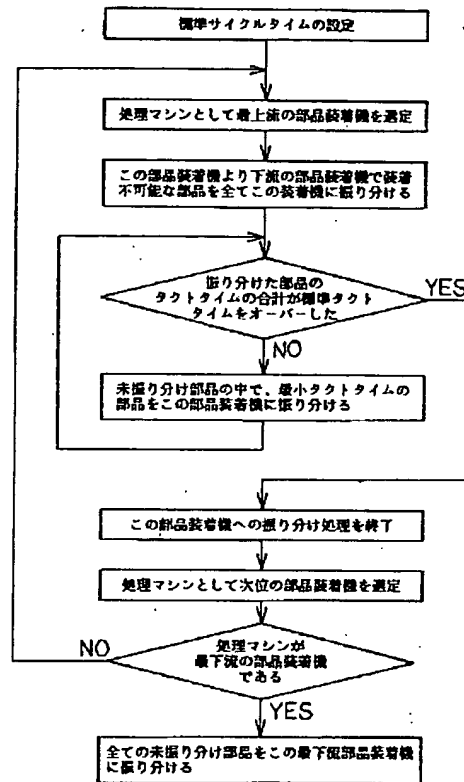 標準サイクルタイムの設定
処理マシンとして最上流の部品装着機を選定
この部品装着機より下流の部品装着機で装着
不可能な部品を全てこの装着機に振り分ける
振り分けた部品の
タクトタイムの合計が標準タクト
タイムをオーバーした
YES
NO
未振り分け部品の中で、最小タクトタイムの
部品をこの部品装着機に振り分ける
この部品装着機への振り分け処理を終了
処理マシンとして次位の部品装着機を選定
処理マシンが
最下流の部品装着機
である
NO
YES
全ての未振り分け部品をこの最下流部品装着機
に振り分ける